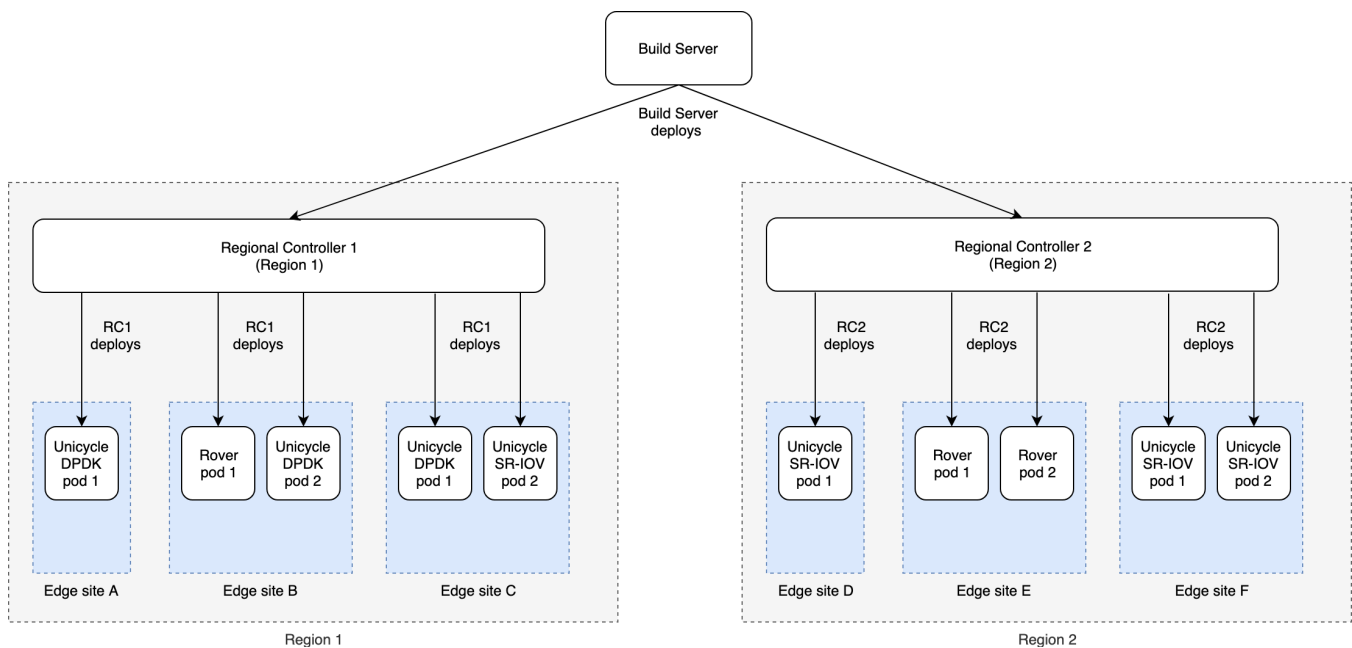 Build Server
Build Server
deploys
Regional Controller 1
(Region 1)
Regional Controller 2
(Region 2)
RC1
deploys
RC1
deploys
RC1
deploys
RC2
deploys
RC2
deploys
RC2
deploys
Unicycle
DPDK
pod 1
Rover
pod 1
Unicycle
DPDK
pod 2
Unicycle
DPDK
pod 1
Unicycle
SR-IOV
pod 2
Unicycle
SR-IOV
pod 1
Rover
pod 1
Rover
pod 2
Unicycle
SR-IOV
pod 1
Unicycle
SR-IOV
pod 2
Edge site A
Edge site B
Edge site C
Edge site D
Edge site E
Edge site F
Region 1
Region 2